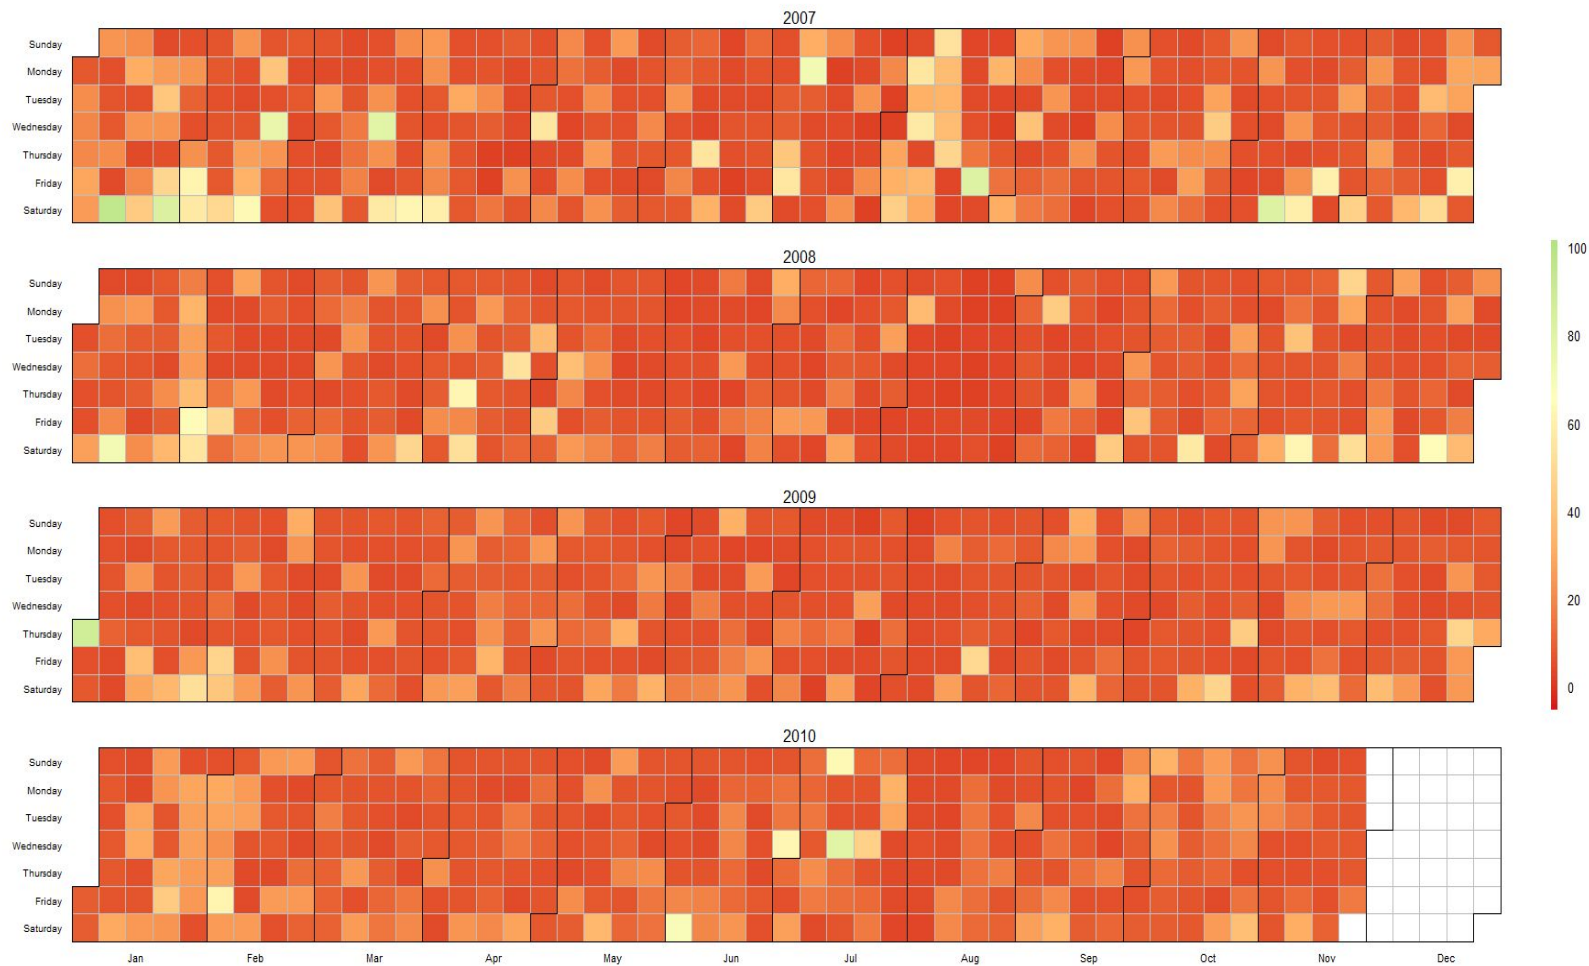 2007
Sunday
Monday
Tuesday
Wednesday
Thursday
Friday
Saturday
2008
Sunday
Monday
Tuesday
Wednesday
Thursday
Friday
Saturday
2009
Sunday
Monday
Tuesday
Wednesday
Thursday
Friday
Saturday
2010
Sunday
Monday
Tuesday
Wednesday
Thursday
Friday
Saturday
Jan Feb Mar Apr May Jun Jul Aug Sep Oct Nov Dec
100
80
60
40
20
0